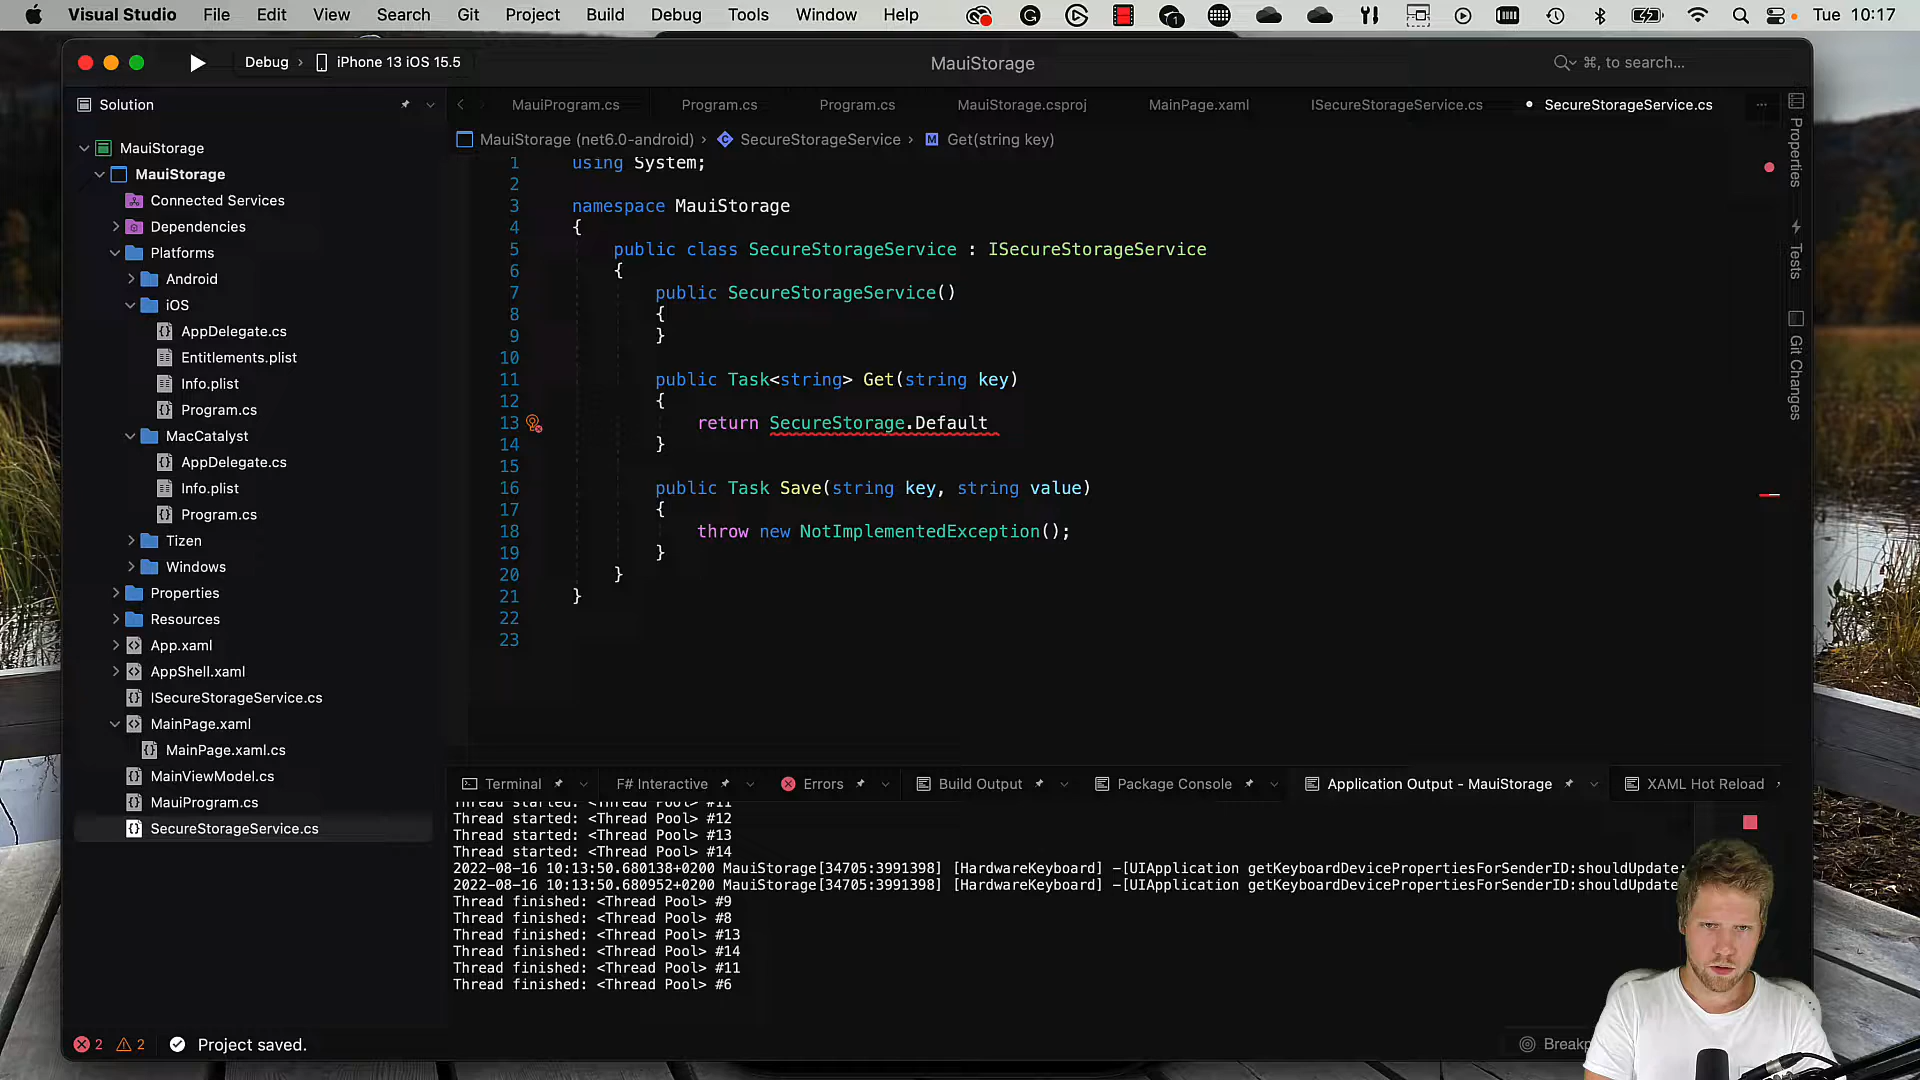 Visual Studio File Edit View Search Git Project Build Debug Tools Window Help Tue 10:17
Debug › iPhone 13 iOS 15.5
MauiStorage
⌘, to search...
Solution
MauiProgram.cs Program.cs Program.cs MauiStorage.csproj MainPage.xaml ISecureStorageService.cs SecureStorageService.cs
MauiStorage (net6.0-android) › SecureStorageService › Get(string key)
MauiStorage
MauiStorage
Connected Services
Dependencies
Platforms
Android
iOS
AppDelegate.cs
Entitlements.plist
Info.plist
Program.cs
MacCatalyst
AppDelegate.cs
Info.plist
Program.cs
Tizen
Windows
Properties
Resources
App.xaml
AppShell.xaml
ISecureStorageService.cs
MainPage.xaml
MainPage.xaml.cs
MainViewModel.cs
MauiProgram.cs
SecureStorageService.cs
1 using System;
2
3 namespace MauiStorage
4 {
5 public class SecureStorageService : ISecureStorageService
6 {
7 public SecureStorageService()
8 {
9 }
10
11 public Task<string> Get(string key)
12 {
13 return SecureStorage.Default
14 }
15
16 public Task Save(string key, string value)
17 {
18 throw new NotImplementedException();
19 }
20 }
21 }
22
23
Properties
Tests
Git Changes
Terminal F# Interactive Errors Build Output Package Console Application Output - MauiStorage XAML Hot Reload
Thread started: <Thread Pool> #11
Thread started: <Thread Pool> #12
Thread started: <Thread Pool> #13
Thread started: <Thread Pool> #14
2022-08-16 10:13:50.680138+0200 MauiStorage[34705:3991398] [HardwareKeyboard] -[UIApplication getKeyboardDevicePropertiesForSenderID:shouldUpdate:
2022-08-16 10:13:50.680952+0200 MauiStorage[34705:3991398] [HardwareKeyboard] -[UIApplication getKeyboardDevicePropertiesForSenderID:shouldUpdate
Thread finished: <Thread Pool> #9
Thread finished: <Thread Pool> #8
Thread finished: <Thread Pool> #13
Thread finished: <Thread Pool> #14
Thread finished: <Thread Pool> #11
Thread finished: <Thread Pool> #6
2 2 Project saved.
Breakp